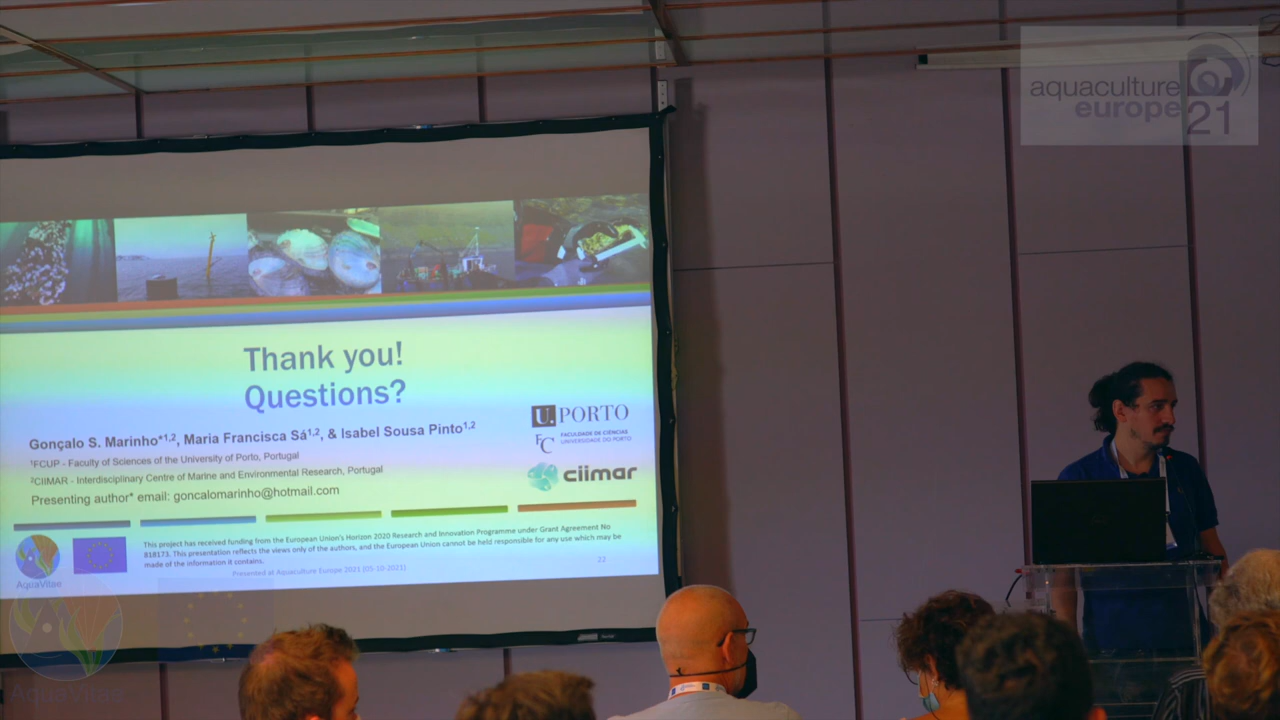 aquaculture
europe 21
Thank you!
Questions?
Gonçalo S. Marinho*1,2, Maria Francisca Sá1,2, & Isabel Sousa Pinto1,2
1FCUP - Faculty of Sciences of the University of Porto, Portugal
2CIIMAR - Interdisciplinary Centre of Marine and Environmental Research, Portugal
Presenting author* email: goncalomarinho@hotmail.com
U. PORTO
FC FACULDADE DE CIÊNCIAS
UNIVERSIDADE DO PORTO
ciimar
This project has received funding from the European Union's Horizon 2020 Research and Innovation Programme under Grant Agreement No
818173. This presentation reflects the views only of the authors, and the European Union cannot be held responsible for any use which may be
made of the information it contains.
Presented at Aquaculture Europe 2021 (05-10-2021)
22
AquaVitae
AquaVitae